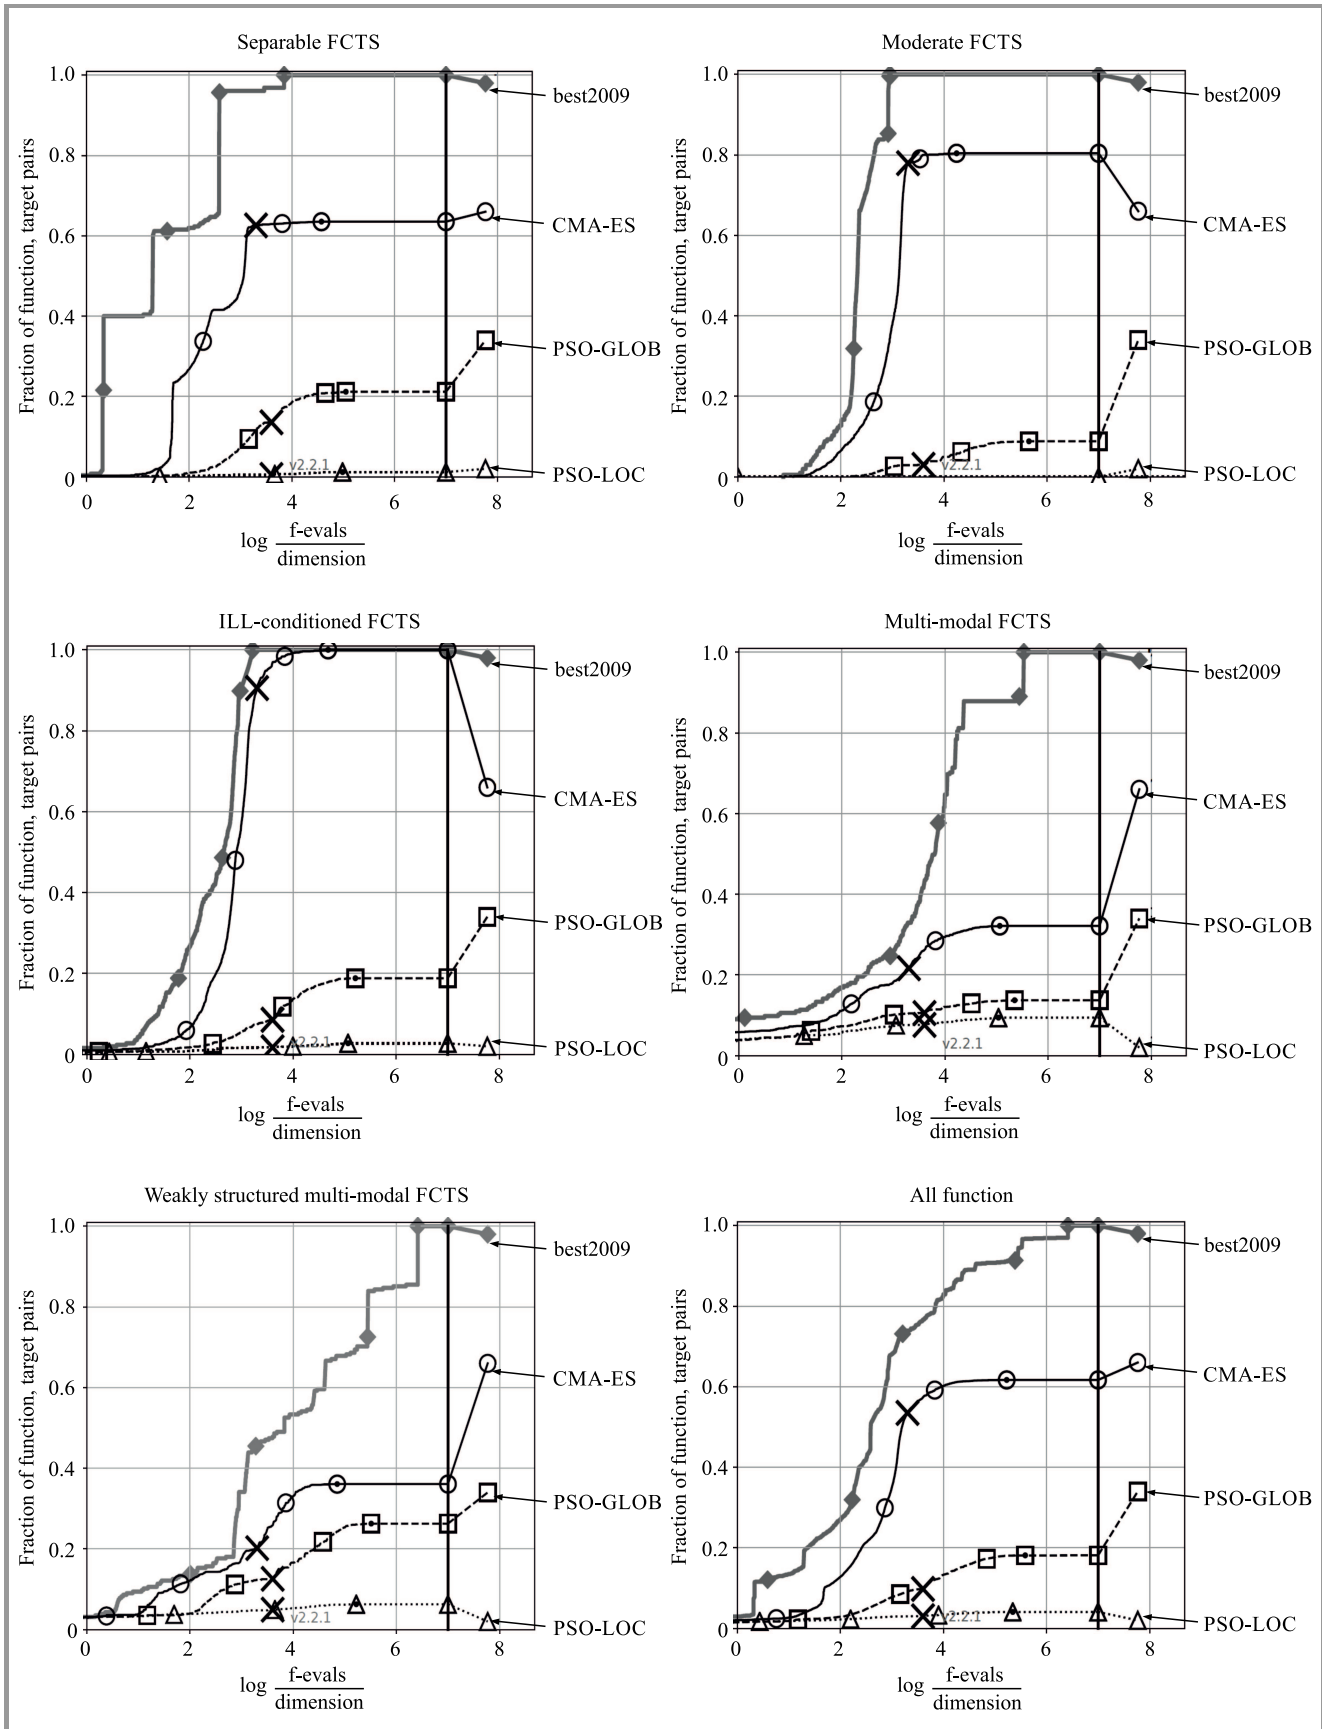 Separable FCTS
Fraction of function, target pairs
1.0
0.8
0.6
0.4
0.2
0
0 2 4 6 8
v2.2.1
best2009
CMA-ES
PSO-GLOB
PSO-LOC
log f-evals
dimension
Moderate FCTS
Fraction of function, target pairs
1.0
0.8
0.6
0.4
0.2
0
0 2 4 6 8
v2.2.1
best2009
CMA-ES
PSO-GLOB
PSO-LOC
log f-evals
dimension
ILL-conditioned FCTS
Fraction of function, target pairs
1.0
0.8
0.6
0.4
0.2
0
0 2 4 6 8
v2.2.1
best2009
CMA-ES
PSO-GLOB
PSO-LOC
log f-evals
dimension
Multi-modal FCTS
Fraction of function, target pairs
1.0
0.8
0.6
0.4
0.2
0
0 2 4 6 8
v2.2.1
best2009
CMA-ES
PSO-GLOB
PSO-LOC
log f-evals
dimension
Weakly structured multi-modal FCTS
Fraction of function, target pairs
1.0
0.8
0.6
0.4
0.2
0
0 2 4 6 8
v2.2.1
best2009
CMA-ES
PSO-GLOB
PSO-LOC
log f-evals
dimension
All function
Fraction of function, target pairs
1.0
0.8
0.6
0.4
0.2
0
0 2 4 6 8
v2.2.1
best2009
CMA-ES
PSO-GLOB
PSO-LOC
log f-evals
dimension